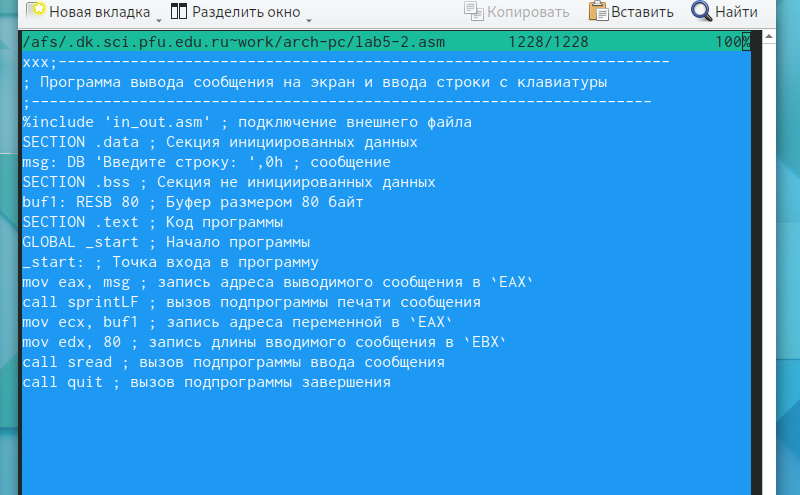 Новая вкладка Разделить окно Копировать Вставить Найти
/afs/.dk.sci.pfu.edu.ru~work/arch-pc/lab5-2.asm 1228/1228 100%
xxx;--------------------------------------------------------------------
; Программа вывода сообщения на экран и ввода строки с клавиатуры
;---------------------------------------------------------------------
%include 'in_out.asm' ; подключение внешнего файла
SECTION .data ; Секция инициированных данных
msg: DB 'Введите строку: ',0h ; сообщение
SECTION .bss ; Секция не инициированных данных
buf1: RESB 80 ; Буфер размером 80 байт
SECTION .text ; Код программы
GLOBAL _start ; Начало программы
_start: ; Точка входа в программу
mov eax, msg ; запись адреса выводимого сообщения в `EAX`
call sprintLF ; вызов подпрограммы печати сообщения
mov ecx, buf1 ; запись адреса переменной в `EAX`
mov edx, 80 ; запись длины вводимого сообщения в `EBX`
call sread ; вызов подпрограммы ввода сообщения
call quit ; вызов подпрограммы завершения